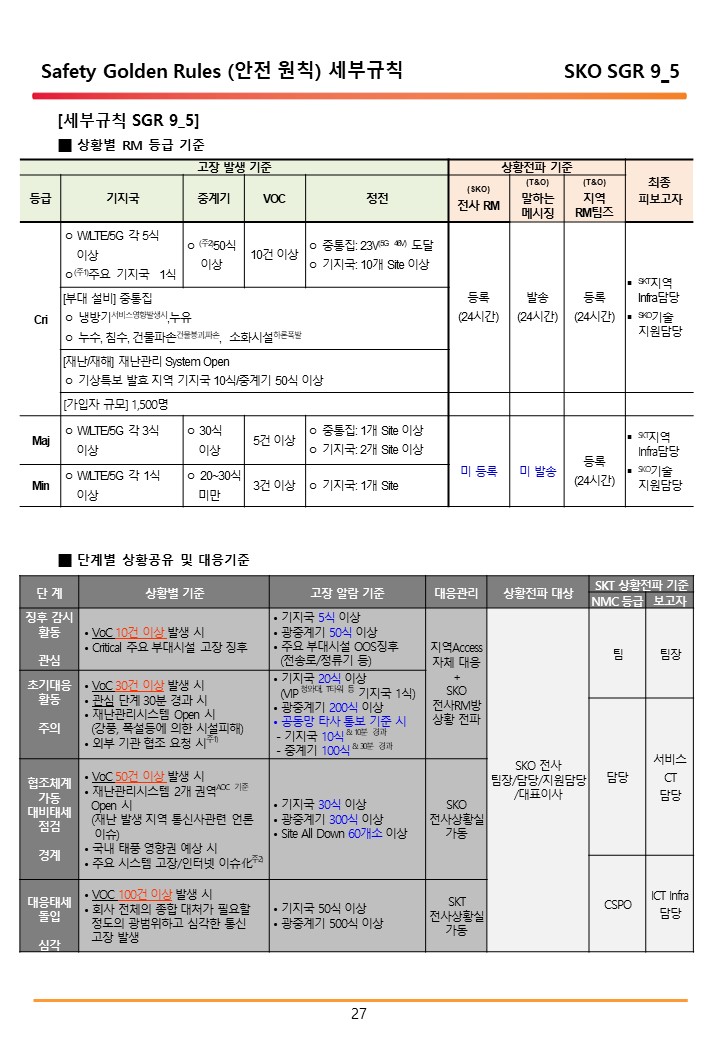 Safety Golden Rules (안전 원칙) 세부규칙 SKO SGR 9_5
[세부규칙 SGR 9_5]
■ 상황별 RM 등급 기준
고장 발생 기준 상황전파 기준 최종 피보고자
등급 기지국 중계기 VOC 정전 (SKO) 전사 RM (T&O) 말하는 메시징 (T&O) 지역 RM팀즈
Cri
○ W/LTE/5G 각 5식
이상
○ (주1)주요 기지국 1식
○ (주2)50식
이상
10건 이상
○ 중통집: 23V(5G 46V) 도달
○ 기지국: 10개 Site 이상
[부대 설비] 중통집
○ 냉방기서비스영향발생시,누유
○ 누수, 침수, 건물파손건물붕괴,파손, 소화시설하론폭발
[재난/재해] 재난관리 System Open
○ 기상특보 발효 지역 기지국 10식/중계기 50식 이상
[가입자 규모] 1,500명
등록
(24시간)
발송
(24시간)
등록
(24시간)
▪ SKT지역
Infra담당
▪ SKO기술
지원담당
Maj
○ W/LTE/5G 각 3식
이상
○ 30식
이상
5건 이상
○ 중통집: 1개 Site 이상
○ 기지국: 2개 Site 이상
Min
○ W/LTE/5G 각 1식
이상
○ 20~30식
미만
3건 이상
○ 기지국: 1개 Site
미 등록
미 발송
등록
(24시간)
▪ SKT지역
Infra담당
▪ SKO기술
지원담당
■ 단계별 상황공유 및 대응기준
단 계 상황별 기준 고장 알람 기준 대응관리 상황전파 대상 SKT 상황전파 기준
NMC 등급 보고자
징후 감시
활동
관심
• VoC 10건 이상 발생 시
• Critical 주요 부대시설 고장 징후
• 기지국 5식 이상
• 광중계기 50식 이상
• 주요 부대시설 OOS징후
(전송로/정류기 등)
지역Access
자체 대응
+
SKO
전사RM방
상황 전파
팀
팀장
초기대응
활동
주의
• VoC 30건 이상 발생 시
• 관심 단계 30분 경과 시
• 재난관리시스템 Open 시
(강풍, 폭설등에 의한 시설피해)
• 외부 기관 협조 요청 시주1)
• 기지국 20식 이상
(VIP 청와대, T타워 등 기지국 1식)
• 광중계기 200식 이상
• 공동망 타사 통보 기준 시
- 기지국 10식 & 10분 경과
- 중계기 100식 & 30분 경과
협조체계
가동
대비태세
점검
경계
• VoC 50건 이상 발생 시
• 재난관리시스템 2개 권역AOC 기준
Open 시
(재난 발생 지역 통신사관련 언론
이슈)
• 국내 태풍 영향권 예상 시
• 주요 시스템 고장/인터넷 이슈化주2)
• 기지국 30식 이상
• 광중계기 300식 이상
• Site All Down 60개소 이상
SKO
전사상황실
가동
SKO 전사
팀장/담당/지원담당
/대표이사
담당
서비스
CT
담당
대응태세
돌입
심각
• VOC 100건 이상 발생 시
• 회사 전체의 종합 대처가 필요할
정도의 광범위하고 심각한 통신
고장 발생
• 기지국 50식 이상
• 광중계기 500식 이상
SKT
전사상황실
가동
CSPO
ICT Infra
담당
27